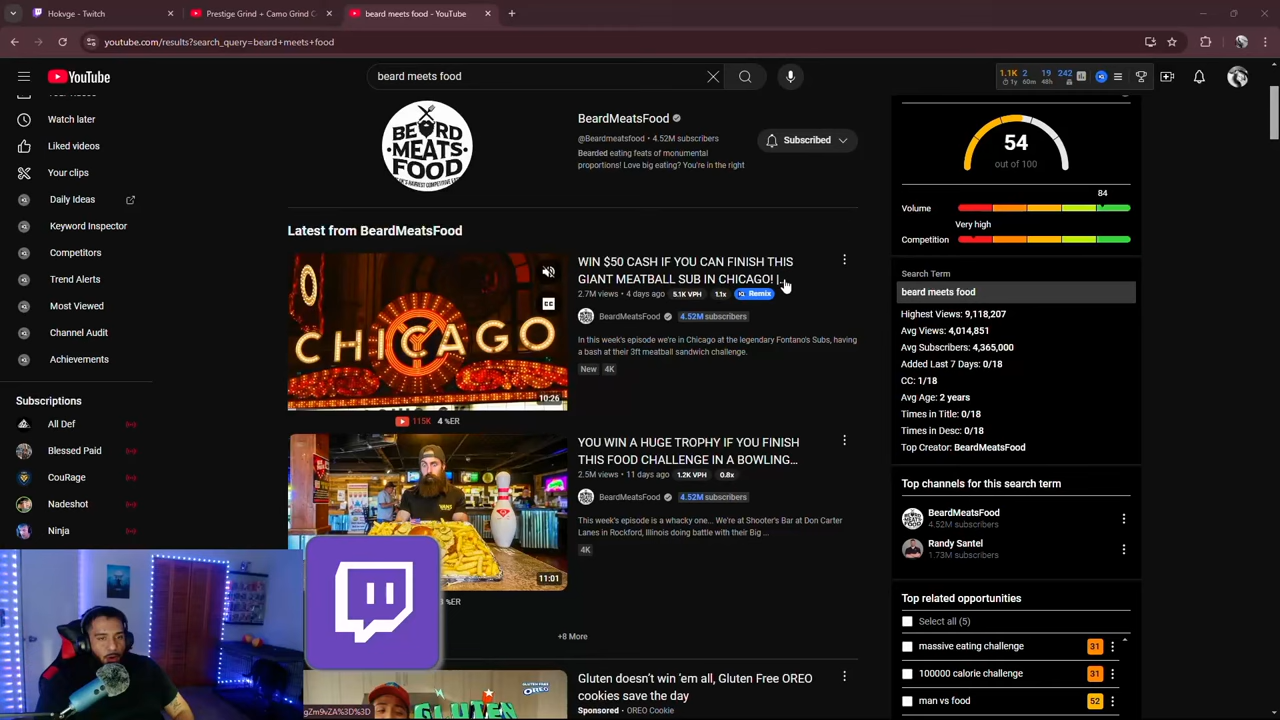 Hokvge - Twitch
Prestige Grind + Camo Grind C
beard meets food - YouTube
youtube.com/results?search_query=beard+meets+food
YouTube
beard meets food
1.1K 2 19 242
1y 60m 48h
Watch later
Liked videos
Your clips
Daily Ideas
Keyword Inspector
Competitors
Trend Alerts
Most Viewed
Channel Audit
Achievements
Subscriptions
All Def
Blessed Paid
CouRage
Nadeshot
Ninja
BEARD
MEATS
FOOD
BeardMeatsFood
@Beardmeatsfood • 4.52M subscribers
Bearded eating feats of monumental
proportions! Love big eating? You're in the right
Subscribed
Latest from BeardMeatsFood
CHICAGO
10:26
115K 4 %ER
WIN $50 CASH IF YOU CAN FINISH THIS
GIANT MEATBALL SUB IN CHICAGO! |...
2.7M views • 4 days ago 5.1K VPH 1.1x Remix
BeardMeatsFood 4.52M subscribers
In this week's episode we're in Chicago at the legendary Fontano's Subs, having
a bash at their 3ft meatball sandwich challenge.
New 4K
11:01
%ER
YOU WIN A HUGE TROPHY IF YOU FINISH
THIS FOOD CHALLENGE IN A BOWLING...
2.5M views • 11 days ago 1.2K VPH 0.8x
BeardMeatsFood 4.52M subscribers
This week's episode is a whacky one... We're at Shooter's Bar at Don Carter
Lanes in Rockford, Illinois doing battle with their Big ...
4K
+8 More
GLUTEN
OREO
Gluten doesn't win 'em all, Gluten Free OREO
cookies save the day
Sponsored • OREO Cookie
gZm9vZA%3D%3D
54
out of 100
84
Volume
Very high
Competition
Search Term
beard meets food
Highest Views: 9,118,207
Avg Views: 4,014,851
Avg Subscribers: 4,365,000
Added Last 7 Days: 0/18
CC: 1/18
Avg Age: 2 years
Times in Title: 0/18
Times in Desc: 0/18
Top Creator: BeardMeatsFood
Top channels for this search term
BeardMeatsFood
4.52M subscribers
Randy Santel
1.73M subscribers
Top related opportunities
Select all (5)
massive eating challenge 31
100000 calorie challenge 31
man vs food 52